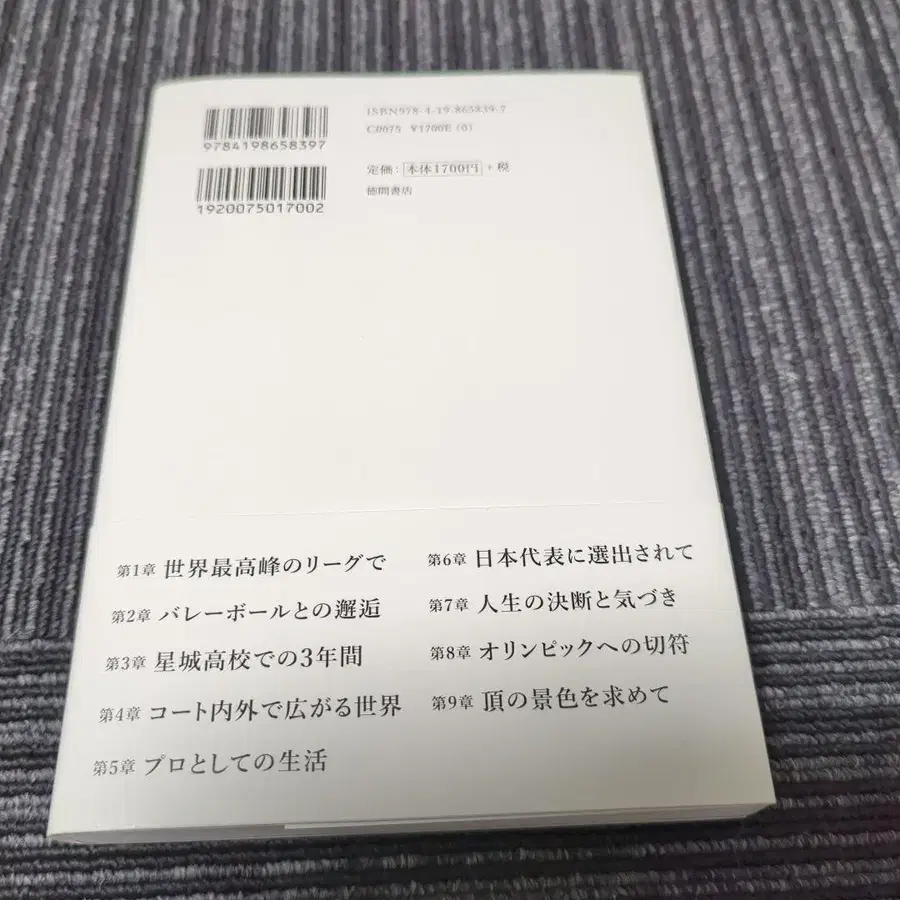 ISBN978-4-19-865839-7
C0075 ¥1700E (0)
9784198658397
定価：本体1700円＋税
徳間書店
1920075017002
第1章 世界最高峰のリーグで
第2章 バレーボールとの邂逅
第3章 星城高校での3年間
第4章 コート内外で広がる世界
第5章 プロとしての生活
第6章 日本代表に選出されて
第7章 人生の決断と気づき
第8章 オリンピックへの切符
第9章 頂の景色を求めて